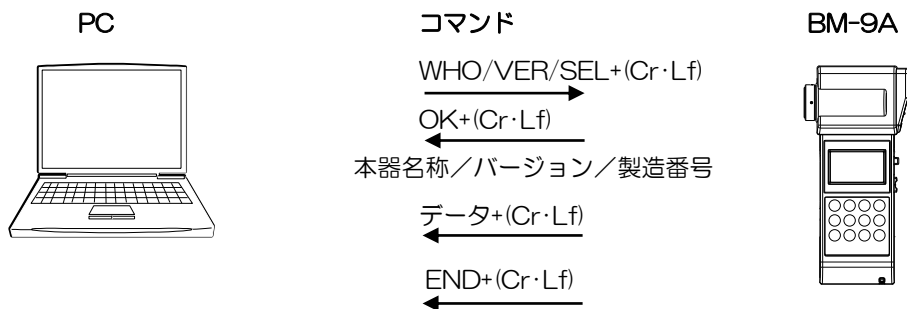 PC
コマンド
BM-9A
WHO/VER/SEL+(Cr･Lf)
OK+(Cr･Lf)
本器名称／バージョン／製造番号
データ+(Cr･Lf)
END+(Cr･Lf)